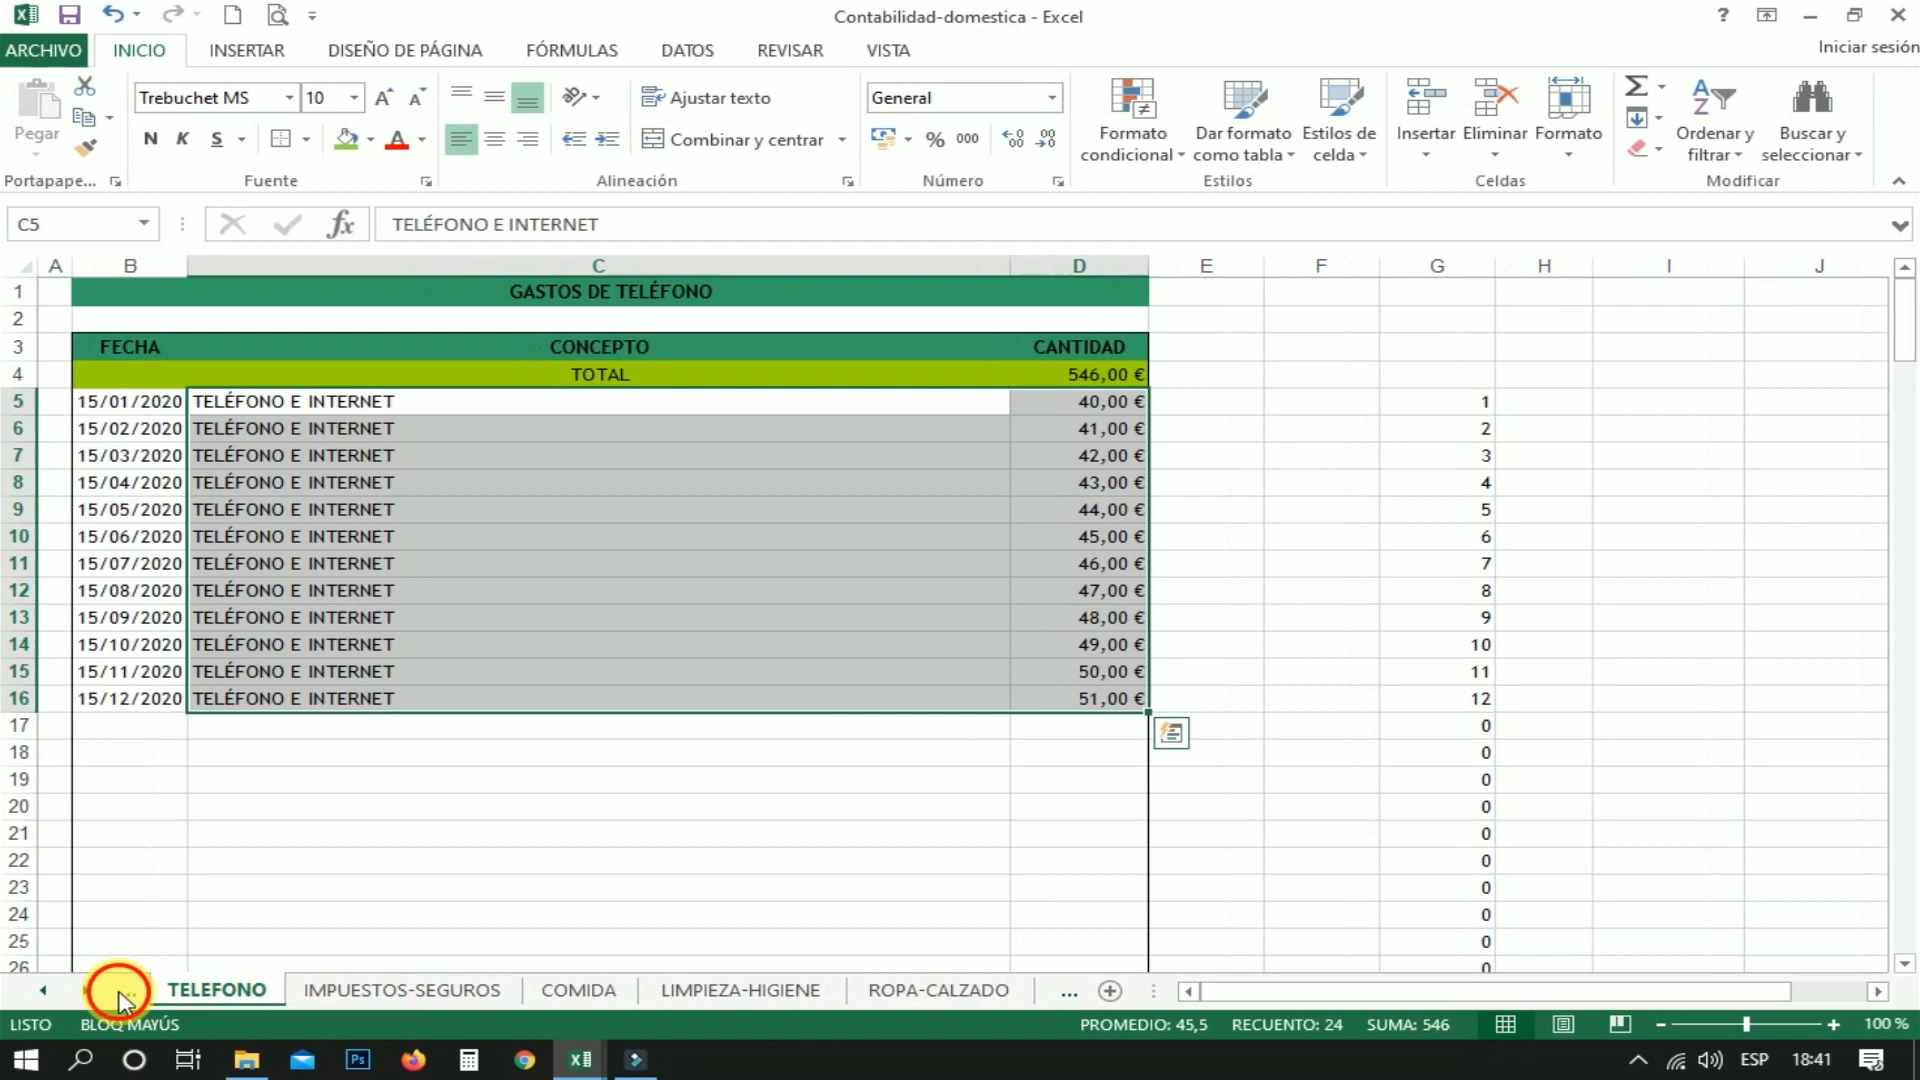 Contabilidad-domestica - Excel
ARCHIVO INICIO INSERTAR DISEÑO DE PÁGINA FÓRMULAS DATOS REVISAR VISTA Iniciar sesión
Pegar Trebuchet MS 10 Ajustar texto General
N K S Combinar y centrar % 000
Formato condicional Dar formato como tabla Estilos de celda Insertar Eliminar Formato Ordenar y filtrar Buscar y seleccionar
Portapape... Fuente Alineación Número Estilos Celdas Modificar
C5 fx TELÉFONO E INTERNET
A B C D E F G H I J
1 GASTOS DE TELÉFONO
2
3 FECHA CONCEPTO CANTIDAD
4 TOTAL 546,00 €
5 15/01/2020 TELÉFONO E INTERNET 40,00 € 1
6 15/02/2020 TELÉFONO E INTERNET 41,00 € 2
7 15/03/2020 TELÉFONO E INTERNET 42,00 € 3
8 15/04/2020 TELÉFONO E INTERNET 43,00 € 4
9 15/05/2020 TELÉFONO E INTERNET 44,00 € 5
10 15/06/2020 TELÉFONO E INTERNET 45,00 € 6
11 15/07/2020 TELÉFONO E INTERNET 46,00 € 7
12 15/08/2020 TELÉFONO E INTERNET 47,00 € 8
13 15/09/2020 TELÉFONO E INTERNET 48,00 € 9
14 15/10/2020 TELÉFONO E INTERNET 49,00 € 10
15 15/11/2020 TELÉFONO E INTERNET 50,00 € 11
16 15/12/2020 TELÉFONO E INTERNET 51,00 € 12
17 0
18 0
19 0
20 0
21 0
22 0
23 0
24 0
25 0
26 0
... TELEFONO IMPUESTOS-SEGUROS COMIDA LIMPIEZA-HIGIENE ROPA-CALZADO ...
LISTO BLOQ MAYÚS PROMEDIO: 45,5 RECUENTO: 24 SUMA: 546 100 %
Ps ESP 18:41